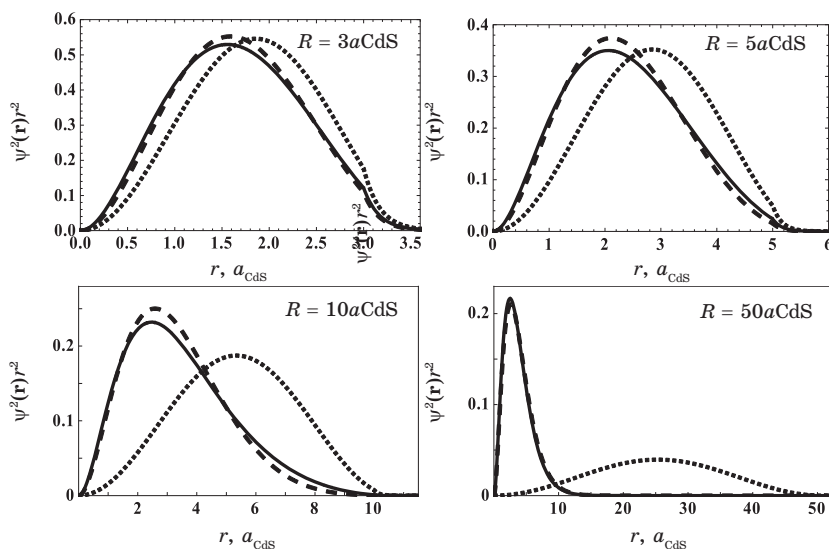 R = 3aCdS
ψ²(r)r²
0.6
0.5
0.4
0.3
0.2
0.1
0.0
0.0 0.5 1.0 1.5 2.0 2.5 3.0 3.5
r, a_CdS
R = 5aCdS
ψ²(r)r²
0.4
0.3
0.2
0.1
0.0
0 1 2 3 4 5 6
r, a_CdS
ψ²(r)r²
R = 10aCdS
ψ²(r)r²
0.2
0.1
0
2 4 6 8 10
r, a_CdS
R = 50aCdS
ψ²(r)r²
0.2
0.1
0
10 20 30 40 50
r, a_CdS